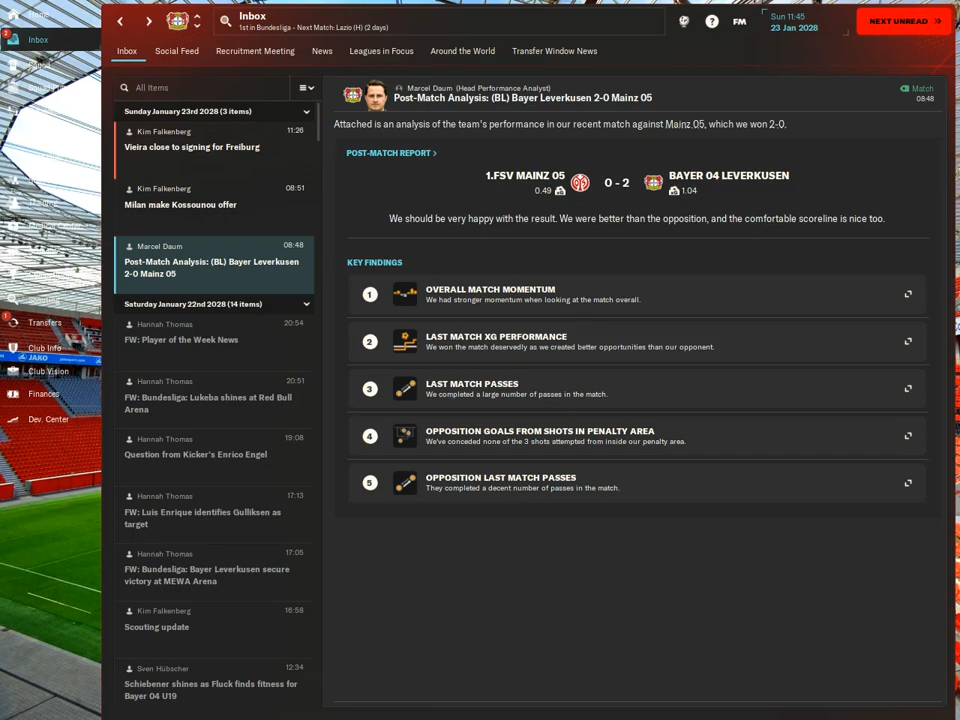 Inbox
1st in Bundesliga - Next Match: Lazio (H) (2 days)
FM
Sun 11:45
23 Jan 2028
NEXT UNREAD
Inbox
Social Feed
Recruitment Meeting
News
Leagues in Focus
Around the World
Transfer Window News
2
Inbox
1
Transfers
Club Info
Club Vision
Finances
Dev. Center
JAKO
All Items
Sunday January 23rd 2028 (3 items)
Kim Falkenberg
11:26
Vieira close to signing for Freiburg
Kim Falkenberg
08:51
Milan make Kossounou offer
Marcel Daum
08:48
Post-Match Analysis: (BL) Bayer Leverkusen
2-0 Mainz 05
Saturday January 22nd 2028 (14 items)
Hannah Thomas
20:54
FW: Player of the Week News
Hannah Thomas
20:51
FW: Bundesliga: Lukeba shines at Red Bull
Arena
Hannah Thomas
19:08
Question from Kicker's Enrico Engel
Hannah Thomas
17:13
FW: Luis Enrique identifies Gulliksen as
target
Hannah Thomas
17:05
FW: Bundesliga: Bayer Leverkusen secure
victory at MEWA Arena
Kim Falkenberg
16:58
Scouting update
Sven Hübscher
12:34
Schiebener shines as Fluck finds fitness for
Bayer 04 U19
Marcel Daum (Head Performance Analyst)
Post-Match Analysis: (BL) Bayer Leverkusen 2-0 Mainz 05
Match
08:48
Attached is an analysis of the team's performance in our recent match against Mainz 05, which we won 2-0.
POST-MATCH REPORT
1.FSV MAINZ 05
0.49
0 - 2
BAYER 04 LEVERKUSEN
1.04
We should be very happy with the result. We were better than the opposition, and the comfortable scoreline is nice too.
KEY FINDINGS
1
OVERALL MATCH MOMENTUM
We had stronger momentum when looking at the match overall.
2
LAST MATCH XG PERFORMANCE
We won the match deservedly as we created better opportunities than our opponent.
3
LAST MATCH PASSES
We completed a large number of passes in the match.
4
OPPOSITION GOALS FROM SHOTS IN PENALTY AREA
We've conceded none of the 3 shots attempted from inside our penalty area.
5
OPPOSITION LAST MATCH PASSES
They completed a decent number of passes in the match.